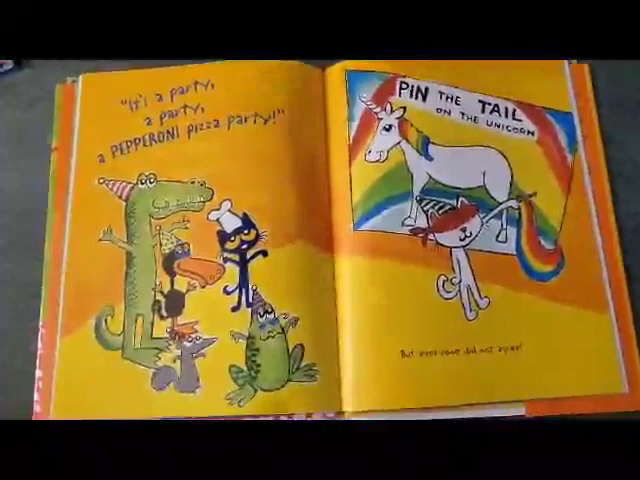 "It's a party,
a party,
a PEPPERONI pizza party!"
PIN THE TAIL
ON THE UNICORN
But everyone did not agree!